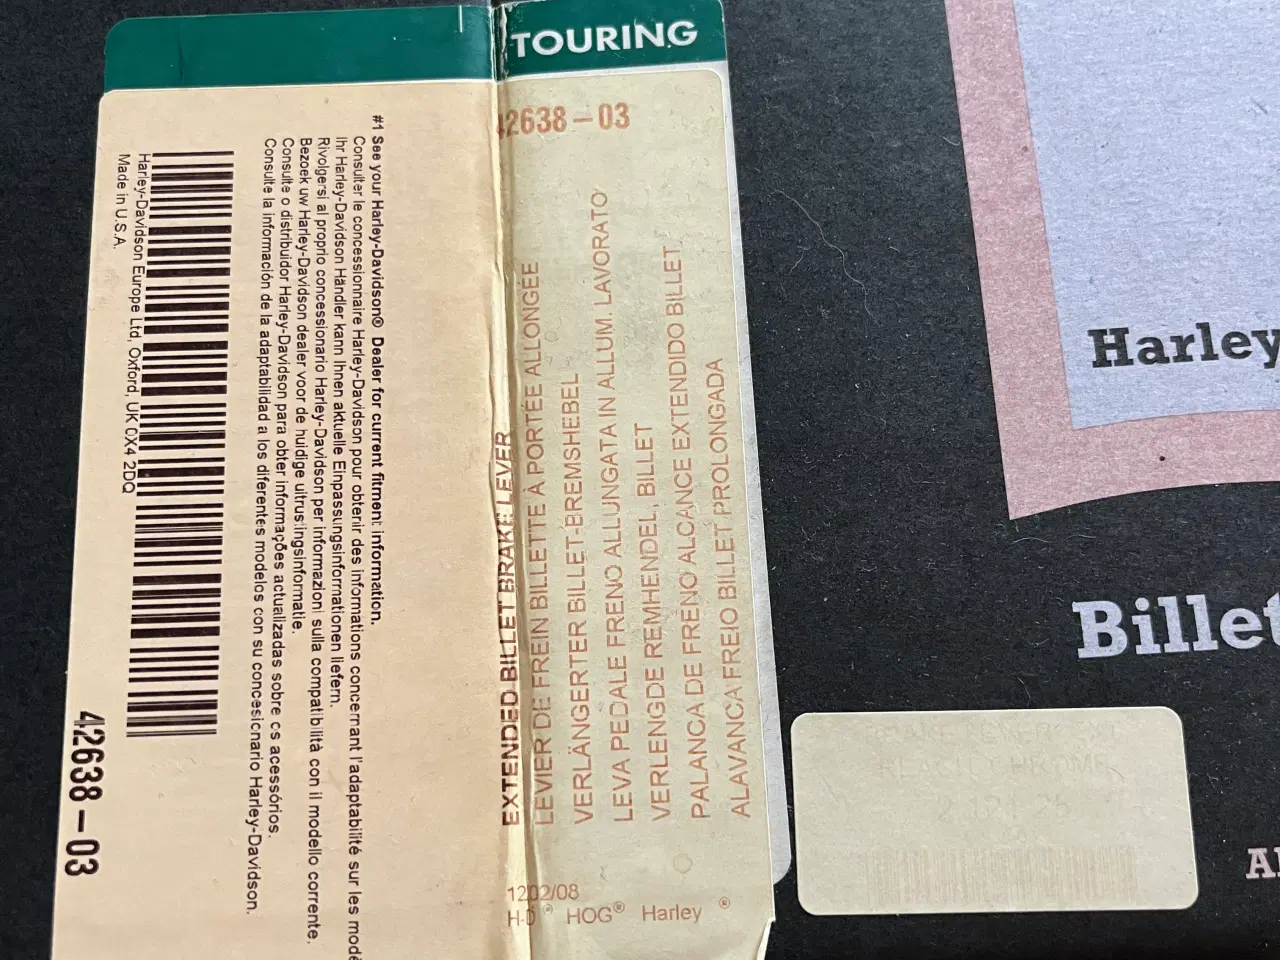 TOURING
42638-03
EXTENDED BILLET BRAKE LEVER
LEVIER DE FREIN BILLETTE À PORTÉE ALLONGÉE
VERLÄNGERTER BILLET-BREMSHEBEL
LEVA PEDALE FRENO ALLUNGATA IN ALLUM. LAVORATO
VERLENGDE REMHENDEL, BILLET
PALANCA DE FRENO ALCANCE EXTENDIDO BILLET
ALAVANCA FREIO BILLET PROLONGADA
1202/08
H-D® HOG® Harley®
#1 See your Harley-Davidson® Dealer for current fitment information.
Consulter le concessionnaire Harley-Davidson pour obtenir des informations concernant l'adaptabilité sur les
Ihr Harley-Davidson Händler kann Ihnen aktuelle Einpassungsinformationen liefern.
Rivolgersi al proprio concessionario Harley-Davidson per informazioni sulla compatibilità con il modello corrente.
Bezoek uw Harley-Davidson dealer voor de huidige uitrustingsinformatie.
Consulte o distribuidor Harley-Davidson para obter informações actualizadas sobre os acessórios.
Consulte la información de la adaptabilidad a los diferentes modelos con su concesionario Harley-Davidson.
Harley-Davidson Europe Ltd, Oxford, UK OX4 2DQ
Made in U.S.A.
42638-03
Harley
Billet